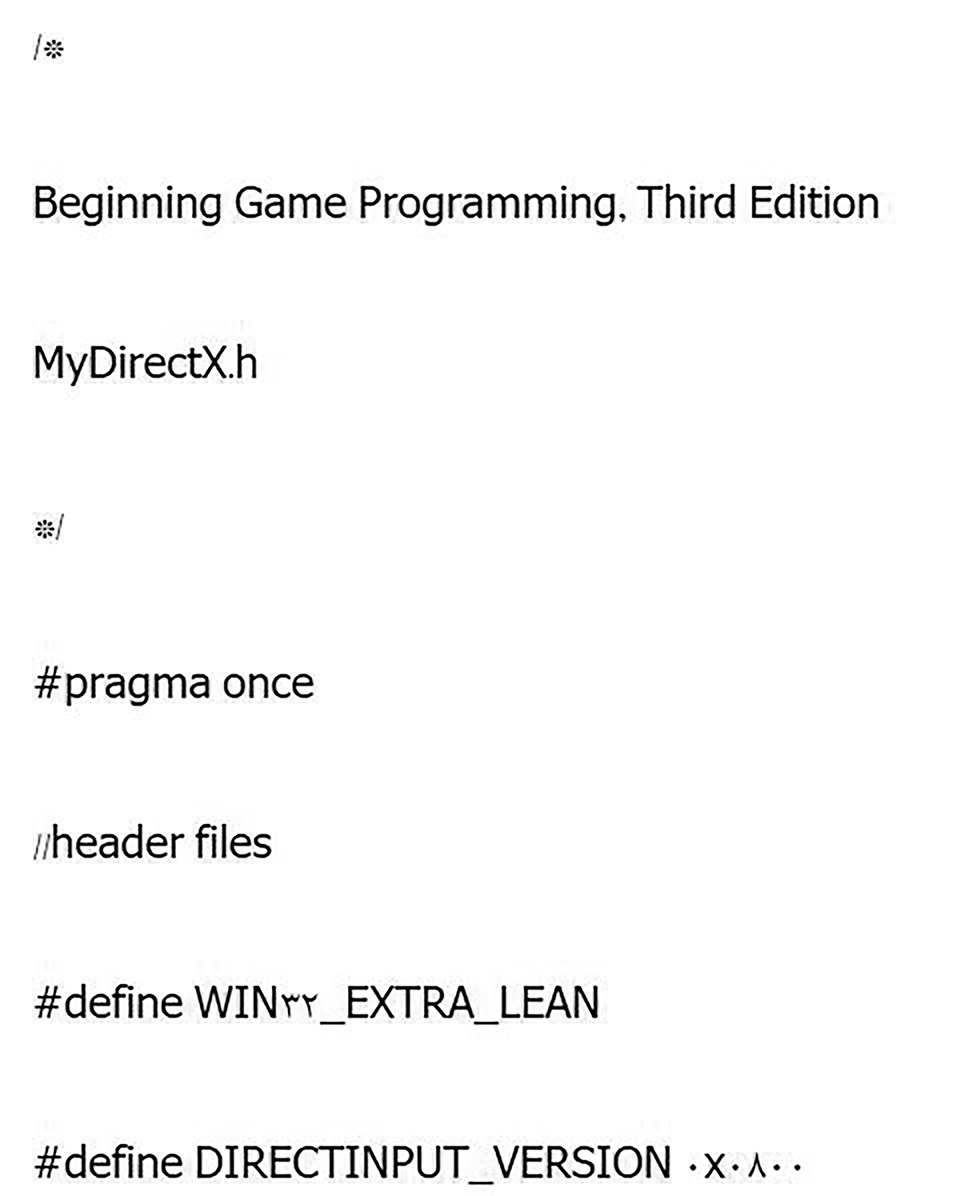 /*
Beginning Game Programming, Third Edition
MyDirectX.h
*/
#pragma once
//header files
#define WIN۳۲_EXTRA_LEAN
#define DIRECTINPUT_VERSION ۰x۰۸۰۰